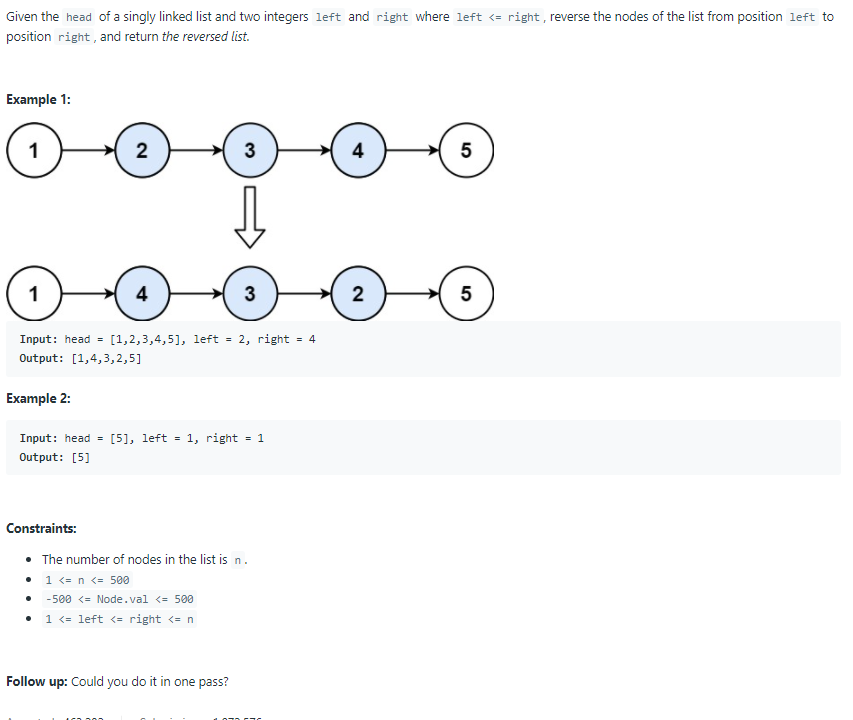 Given the head of a singly linked list and two integers left and right where left <= right, reverse the nodes of the list from position left to
position right, and return the reversed list.
Example 1:
1 2 3 4 5
1 4 3 2 5
Input: head = [1,2,3,4,5], left = 2, right = 4
Output: [1,4,3,2,5]
Example 2:
Input: head = [5], left = 1, right = 1
Output: [5]
Constraints:
• The number of nodes in the list is n.
• 1 <= n <= 500
• -500 <= Node.val <= 500
• 1 <= left <= right <= n
Follow up: Could you do it in one pass?